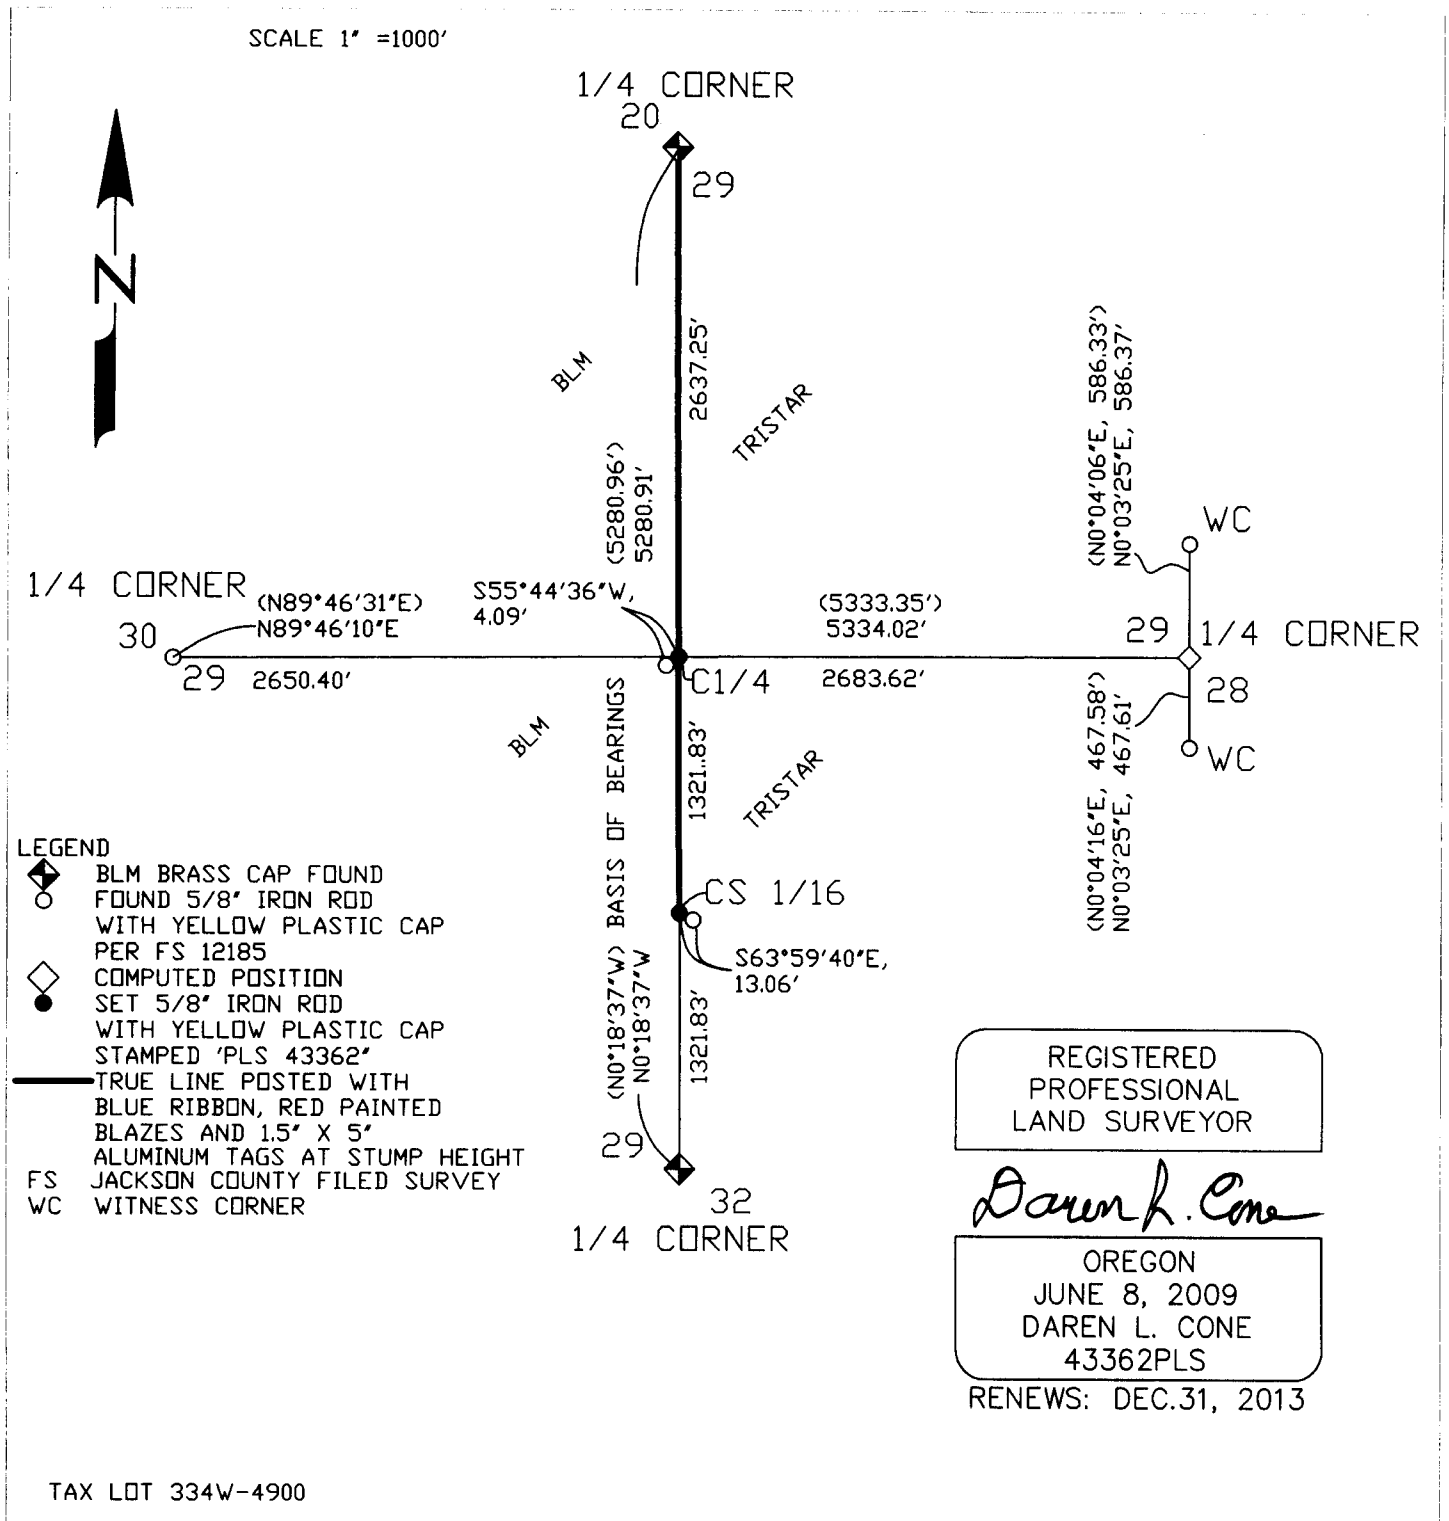 SCALE 1" =1000'
1/4 CORNER
20
29
N
BLM
2637.25'
TRISTAR
(5280.96')
5280.91'
(N0°04'06"E, 586.33')
N0°03'25"E, 586.37'
WC
1/4 CORNER
(N89°46'31"E)
N89°46'10"E
30
29
2650.40'
S55°44'36"W,
4.09'
(5333.35')
5334.02'
29
1/4 CORNER
C1/4
2683.62'
28
(N0°04'16"E, 467.58')
N0°03'25"E, 467.61'
WC
BLM
1321.83'
TRISTAR
(N0°18'37"W) BASIS OF BEARINGS
N0°18'37"W
CS 1/16
S63°59'40"E,
13.06'
1321.83'
29
32
1/4 CORNER
LEGEND
BLM BRASS CAP FOUND
FOUND 5/8" IRON ROD
WITH YELLOW PLASTIC CAP
PER FS 12185
COMPUTED POSITION
SET 5/8" IRON ROD
WITH YELLOW PLASTIC CAP
STAMPED 'PLS 43362"
TRUE LINE POSTED WITH
BLUE RIBBON, RED PAINTED
BLAZES AND 1.5" X 5"
ALUMINUM TAGS AT STUMP HEIGHT
FS JACKSON COUNTY FILED SURVEY
WC WITNESS CORNER
REGISTERED
PROFESSIONAL
LAND SURVEYOR
Daren L. Cone
OREGON
JUNE 8, 2009
DAREN L. CONE
43362PLS
RENEWS: DEC.31, 2013
TAX LOT 334W-4900